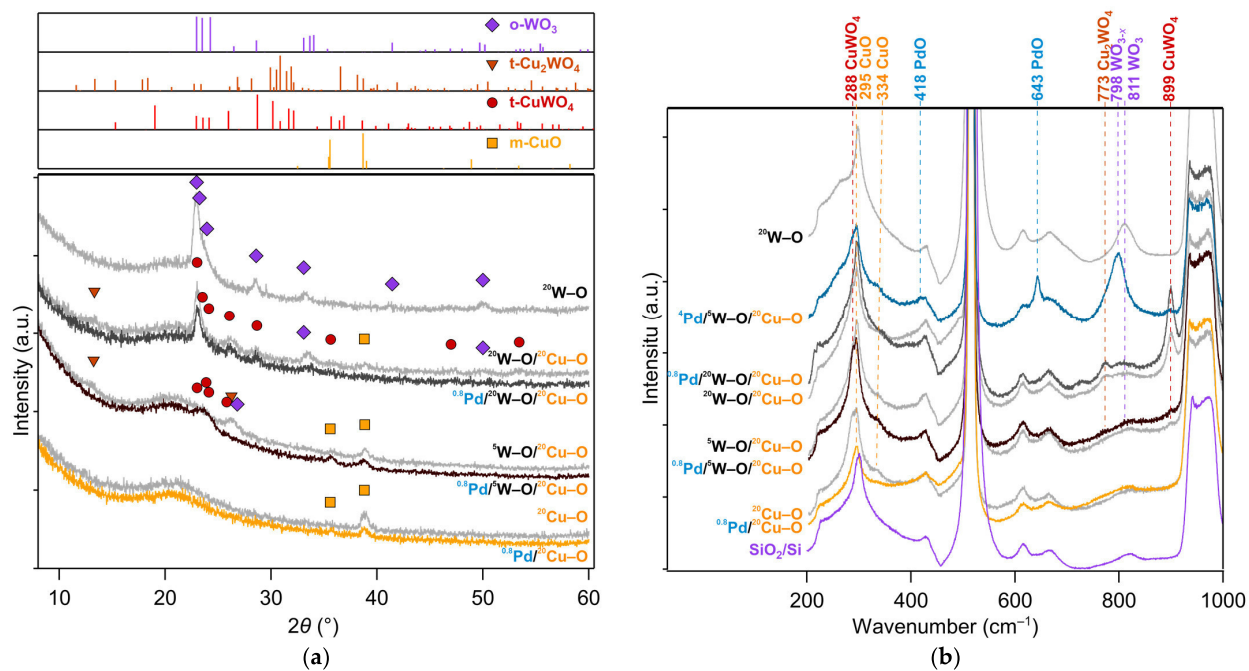 o-WO3
t-Cu2WO4
t-CuWO4
m-CuO
20W–O
20W–O/20Cu–O
0.8Pd/20W–O/20Cu–O
5W–O/20Cu–O
0.8Pd/5W–O/20Cu–O
20Cu–O
0.8Pd/20Cu–O
Intensity (a.u.)
10 20 30 40 50 60
2θ (°)
(a)
288 CuWO4
295 CuO
334 CuO
418 PdO
643 PdO
773 Cu2WO4
798 WO3-x
811 WO3
899 CuWO4
20W–O
4Pd/5W–O/20Cu–O
0.8Pd/20W–O/20Cu–O
20W–O/20Cu–O
5W–O/20Cu–O
0.8Pd/5W–O/20Cu–O
20Cu–O
0.8Pd/20Cu–O
SiO2/Si
Intensitu (a.u.)
200 400 600 800 1000
Wavenumber (cm−1)
(b)